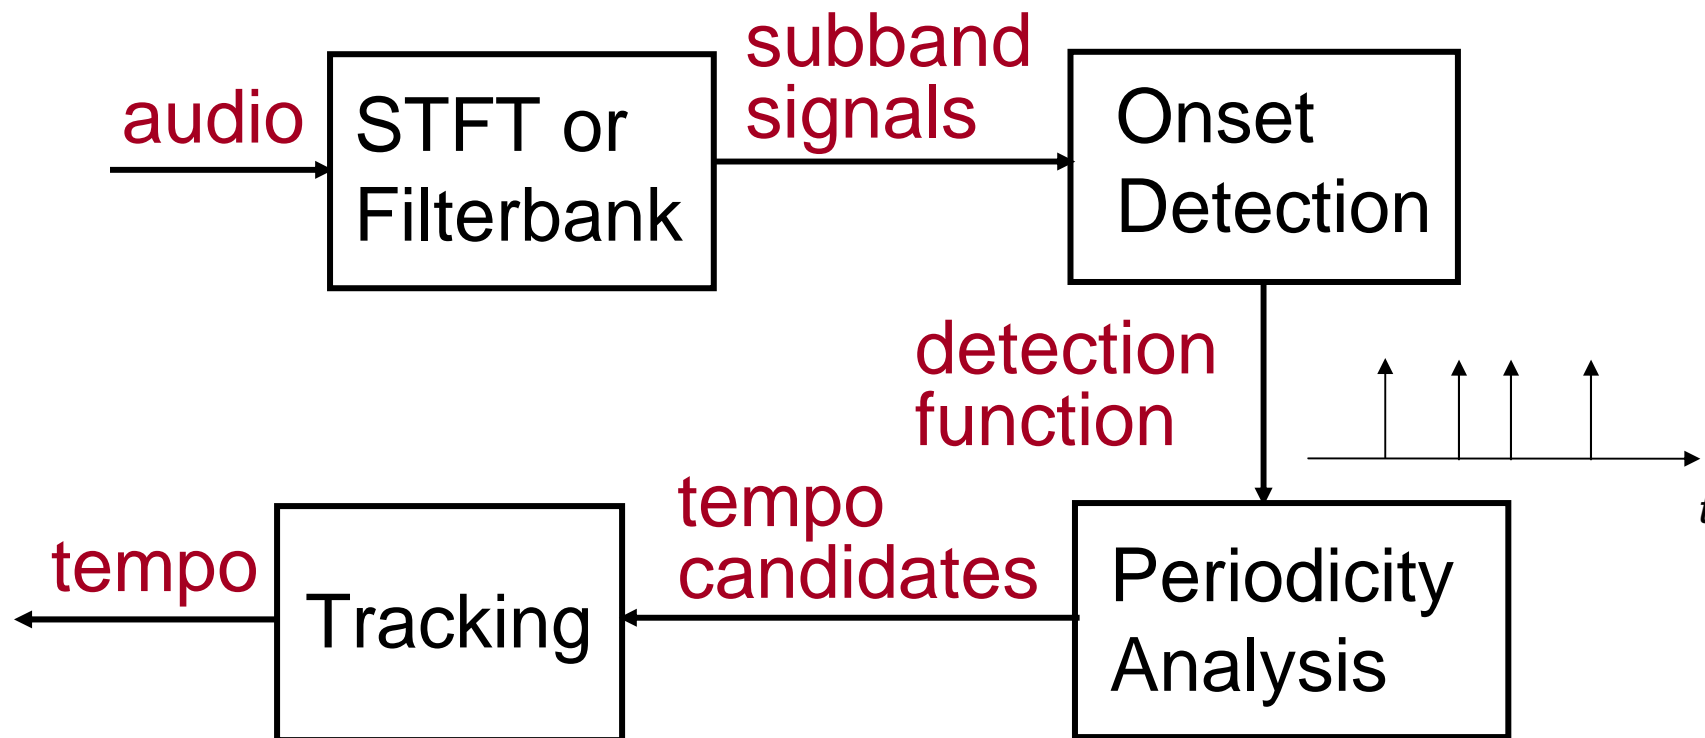 audio
STFT or
Filterbank
subband
signals
Onset
Detection
detection
function
t
Periodicity
Analysis
tempo
candidates
Tracking
tempo